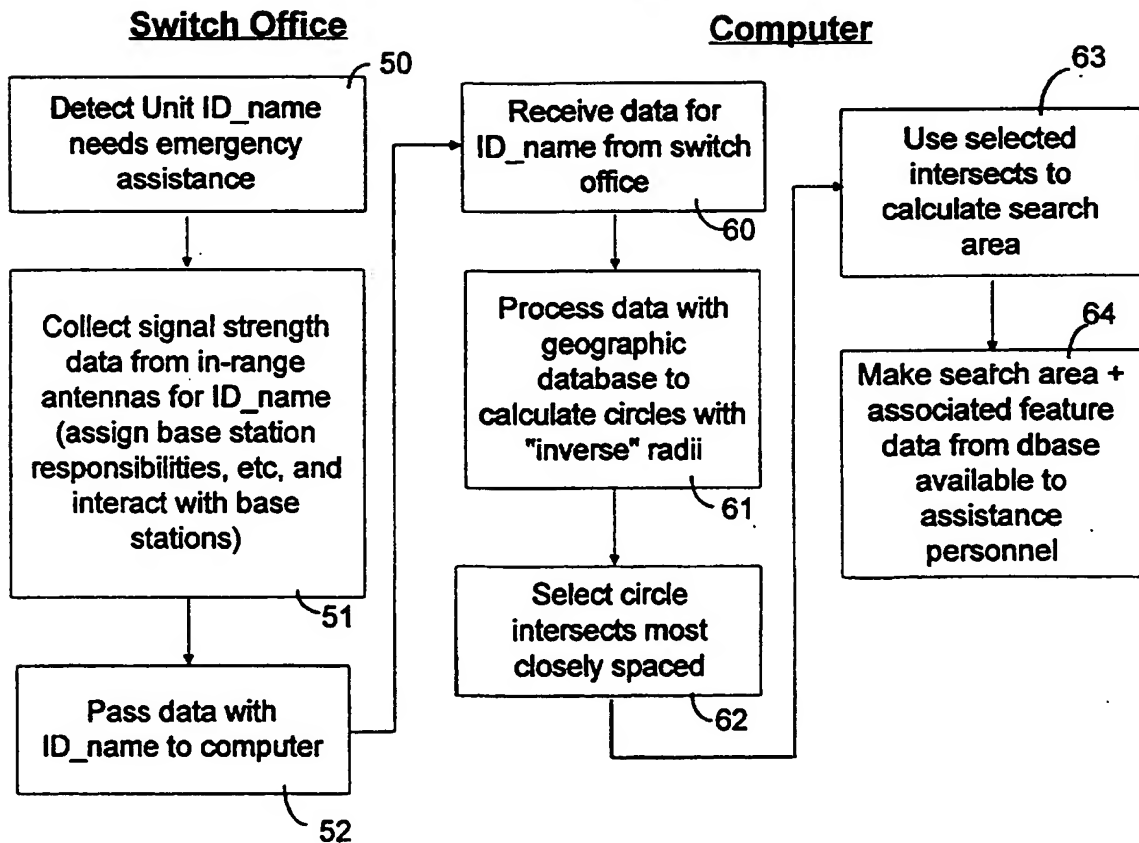 Switch Office
50
Detect Unit ID_name
needs emergency
assistance
Collect signal strength
data from in-range
antennas for ID_name
(assign base station
responsibilities, etc, and
interact with base
stations)
51
Pass data with
ID_name to computer
52
Computer
Receive data for
ID_name from switch
office
60
Process data with
geographic
database to
calculate circles with
"inverse" radii
61
Select circle
intersects most
closely spaced
62
63
Use selected
intersects to
calculate search
area
64
Make search area +
associated feature
data from dbase
available to
assistance
personnel